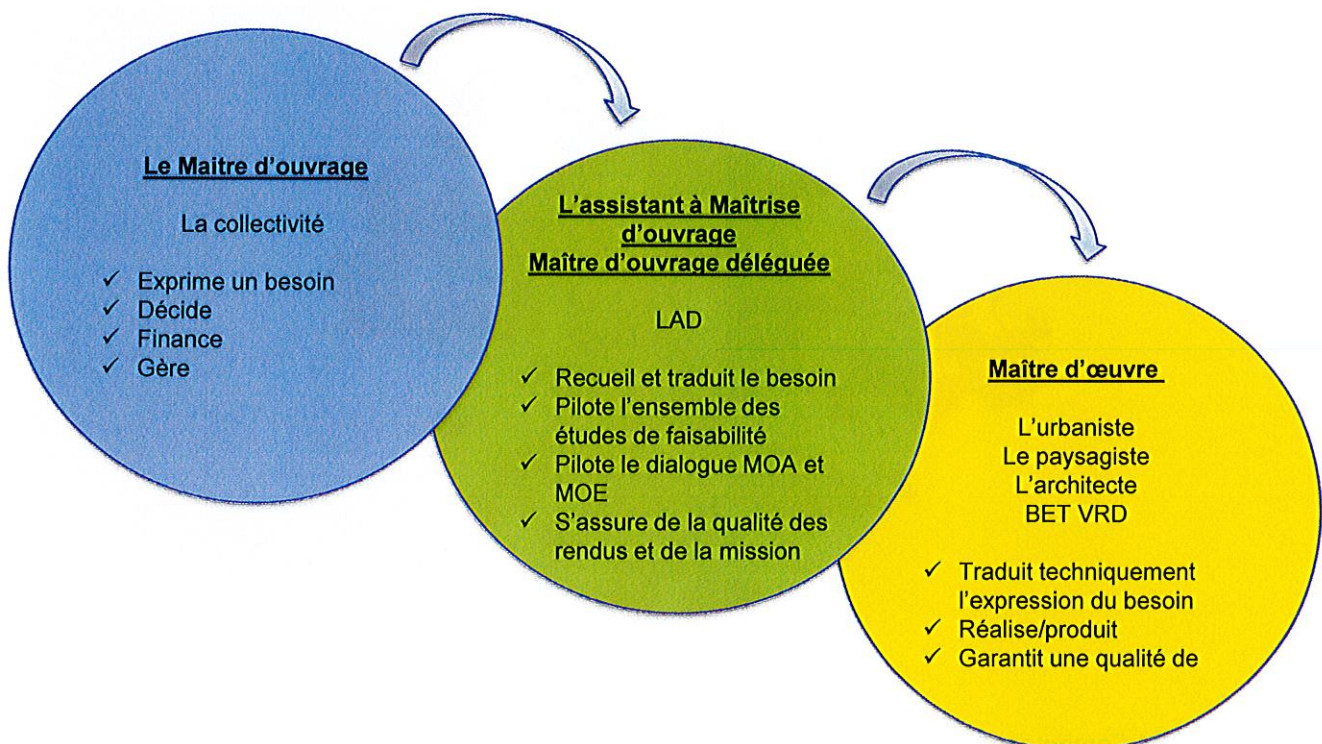 Le Maitre d'ouvrage
La collectivité
✓ Exprime un besoin
✓ Décide
✓ Finance
✓ Gère
L'assistant à Maîtrise
d'ouvrage
Maître d'ouvrage déléguée
LAD
✓ Recueil et traduit le besoin
✓ Pilote l'ensemble des
études de faisabilité
✓ Pilote le dialogue MOA et
MOE
✓ S'assure de la qualité des
rendus et de la mission
Maître d'œuvre
L'urbaniste
Le paysagiste
L'architecte
BET VRD
✓ Traduit techniquement
l'expression du besoin
✓ Réalise/produit
✓ Garantit une qualité de